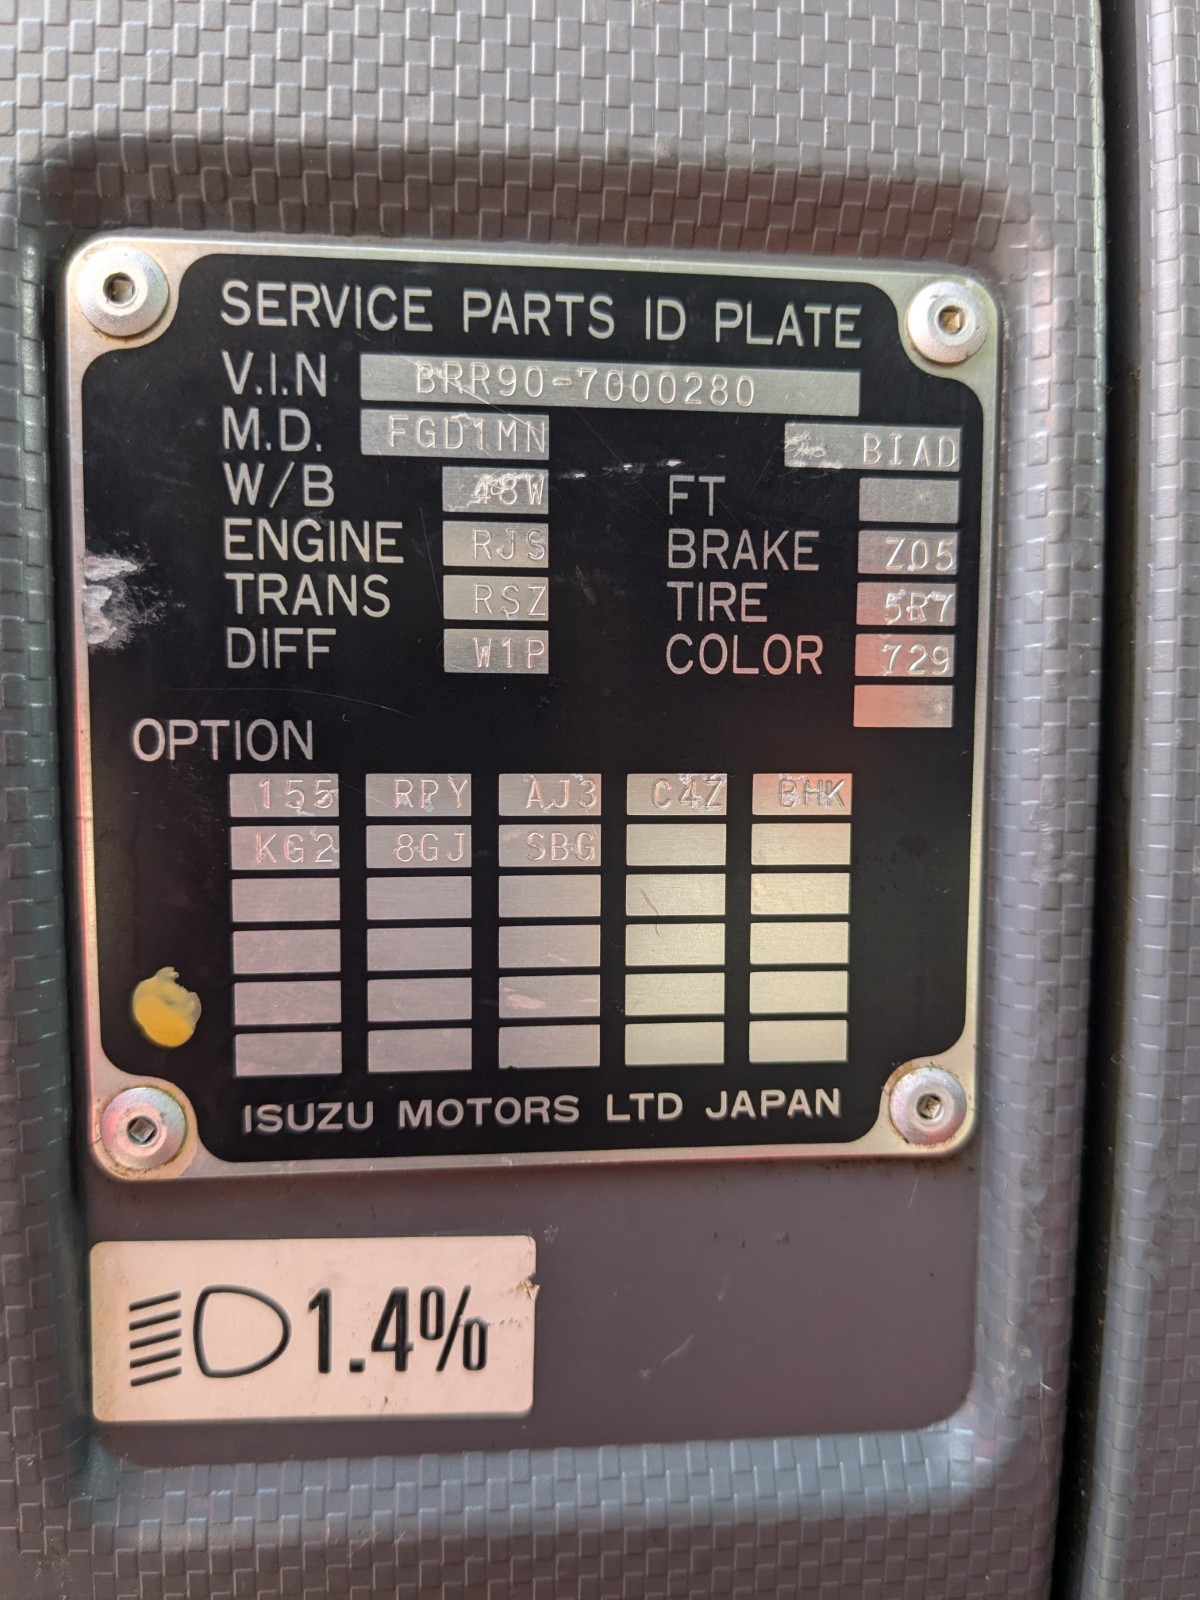 SERVICE PARTS ID PLATE
V.I.N BRR90-7000280
M.D. FGD1MN BIAD
W/B 48W FT
ENGINE RJS BRAKE Z05
TRANS RSZ TIRE 5R7
DIFF W1P COLOR 729
OPTION
155 RPY AJ3 C4Z BHK
KG2 8GJ SBG
ISUZU MOTORS LTD JAPAN
1.4%